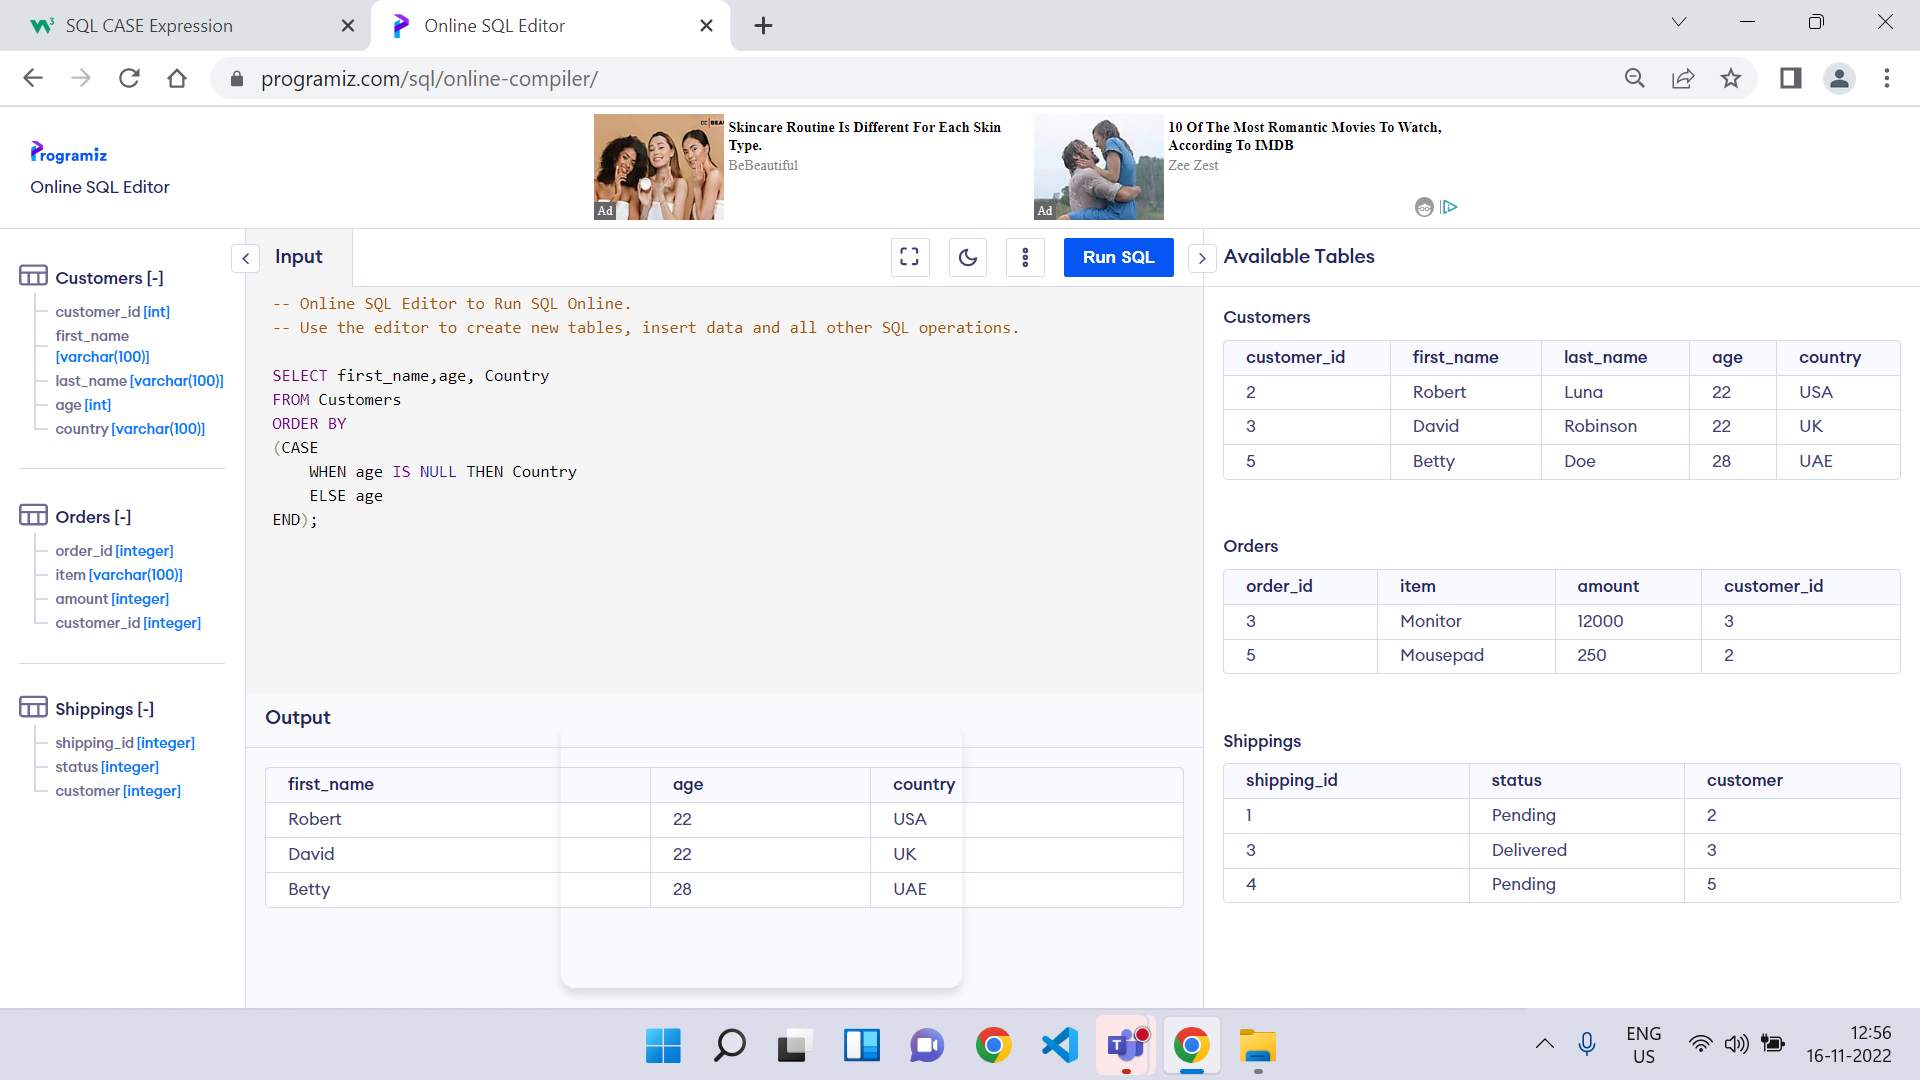 SQL CASE Expression
Online SQL Editor
programiz.com/sql/online-compiler/
Programiz
Online SQL Editor
Ad
Skincare Routine Is Different For Each Skin
Type.
BeBeautiful
Ad
10 Of The Most Romantic Movies To Watch,
According To IMDB
Zee Zest
Customers [-]
customer_id [int]
first_name
[varchar(100)]
last_name [varchar(100)]
age [int]
country [varchar(100)]
Orders [-]
order_id [integer]
item [varchar(100)]
amount [integer]
customer_id [integer]
Shippings [-]
shipping_id [integer]
status [integer]
customer [integer]
Input
Run SQL
-- Online SQL Editor to Run SQL Online.
-- Use the editor to create new tables, insert data and all other SQL operations.
SELECT first_name,age, Country
FROM Customers
ORDER BY
(CASE
WHEN age IS NULL THEN Country
ELSE age
END);
Output
first_name age country
Robert 22 USA
David 22 UK
Betty 28 UAE
Available Tables
Customers
customer_id first_name last_name age country
2 Robert Luna 22 USA
3 David Robinson 22 UK
5 Betty Doe 28 UAE
Orders
order_id item amount customer_id
3 Monitor 12000 3
5 Mousepad 250 2
Shippings
shipping_id status customer
1 Pending 2
3 Delivered 3
4 Pending 5
ENG
US
12:56
16-11-2022